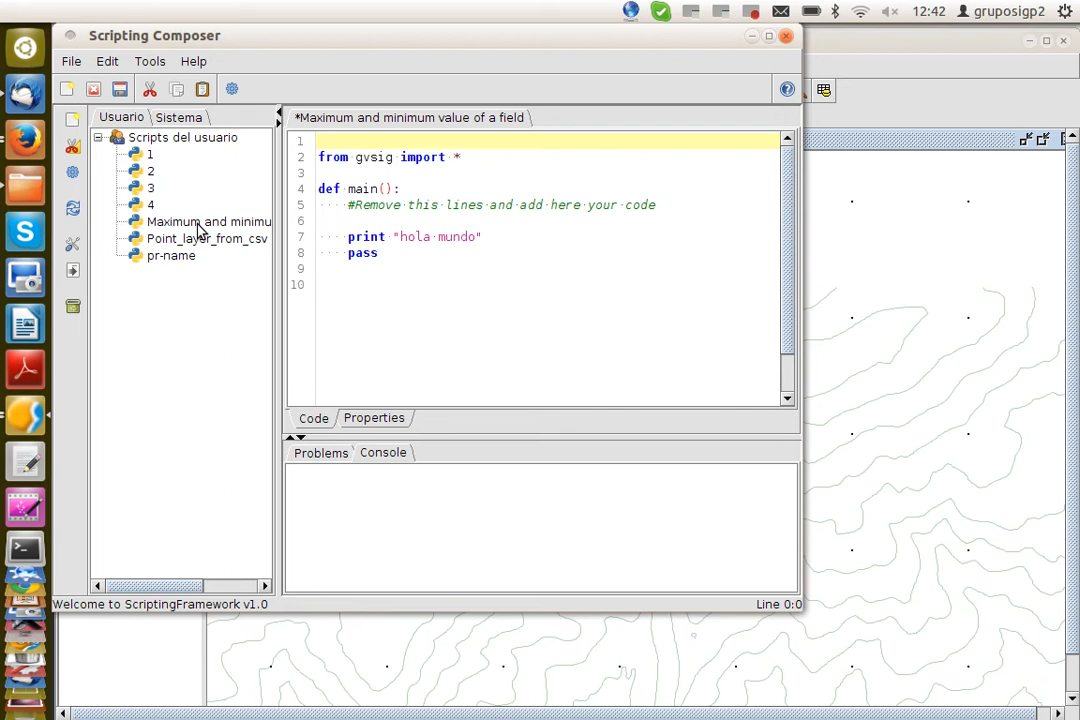 12:42 gruposigp2
Scripting Composer
File Edit Tools Help
Usuario Sistema
*Maximum and minimum value of a field
Scripts del usuario
1
2
3
4
Maximum and minimu
Point_layer_from_csv
pr-name
1
2 from gvsig import *
3
4 def main():
5 ····#Remove·this·lines·and·add·here·your·code
6
7 ····print·"hola·mundo"
8 ····pass
9
10
Code Properties
Problems Console
Welcome to ScriptingFramework v1.0
Line 0:0